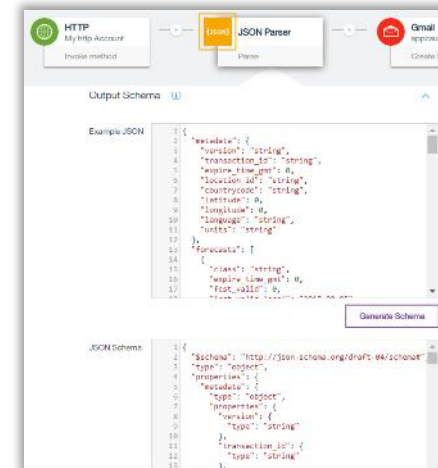 HTTP
My http Account
Invoke method
{JSON}
JSON Parser
Parse
Gmail
Create
Output Schema
Example JSON
1 {
2 "metadata": {
3 "version": "string",
4 "transaction_id": "string",
5 "expire_time_gmt": 0,
6 "location_id": "string",
7 "countrycode": "string",
8 "latitude": 0,
9 "longitude": 0,
10 "language": "string",
11 "units": "string"
12 },
13 "forecasts": [
14 {
15 "class": "string",
16 "expire_time_gmt": 0,
17 "fcst_valid": 0,
Generate Schema
JSON Schema
1 {
2 "$schema": "http://json-schema.org/draft-04/schema#"
3 "type": "object",
4 "properties": {
5 "metadata": {
6 "type": "object",
7 "properties": {
8 "version": {
9 "type": "string"
10 },
11 "transaction_id": {
12 "type": "string"
13 },